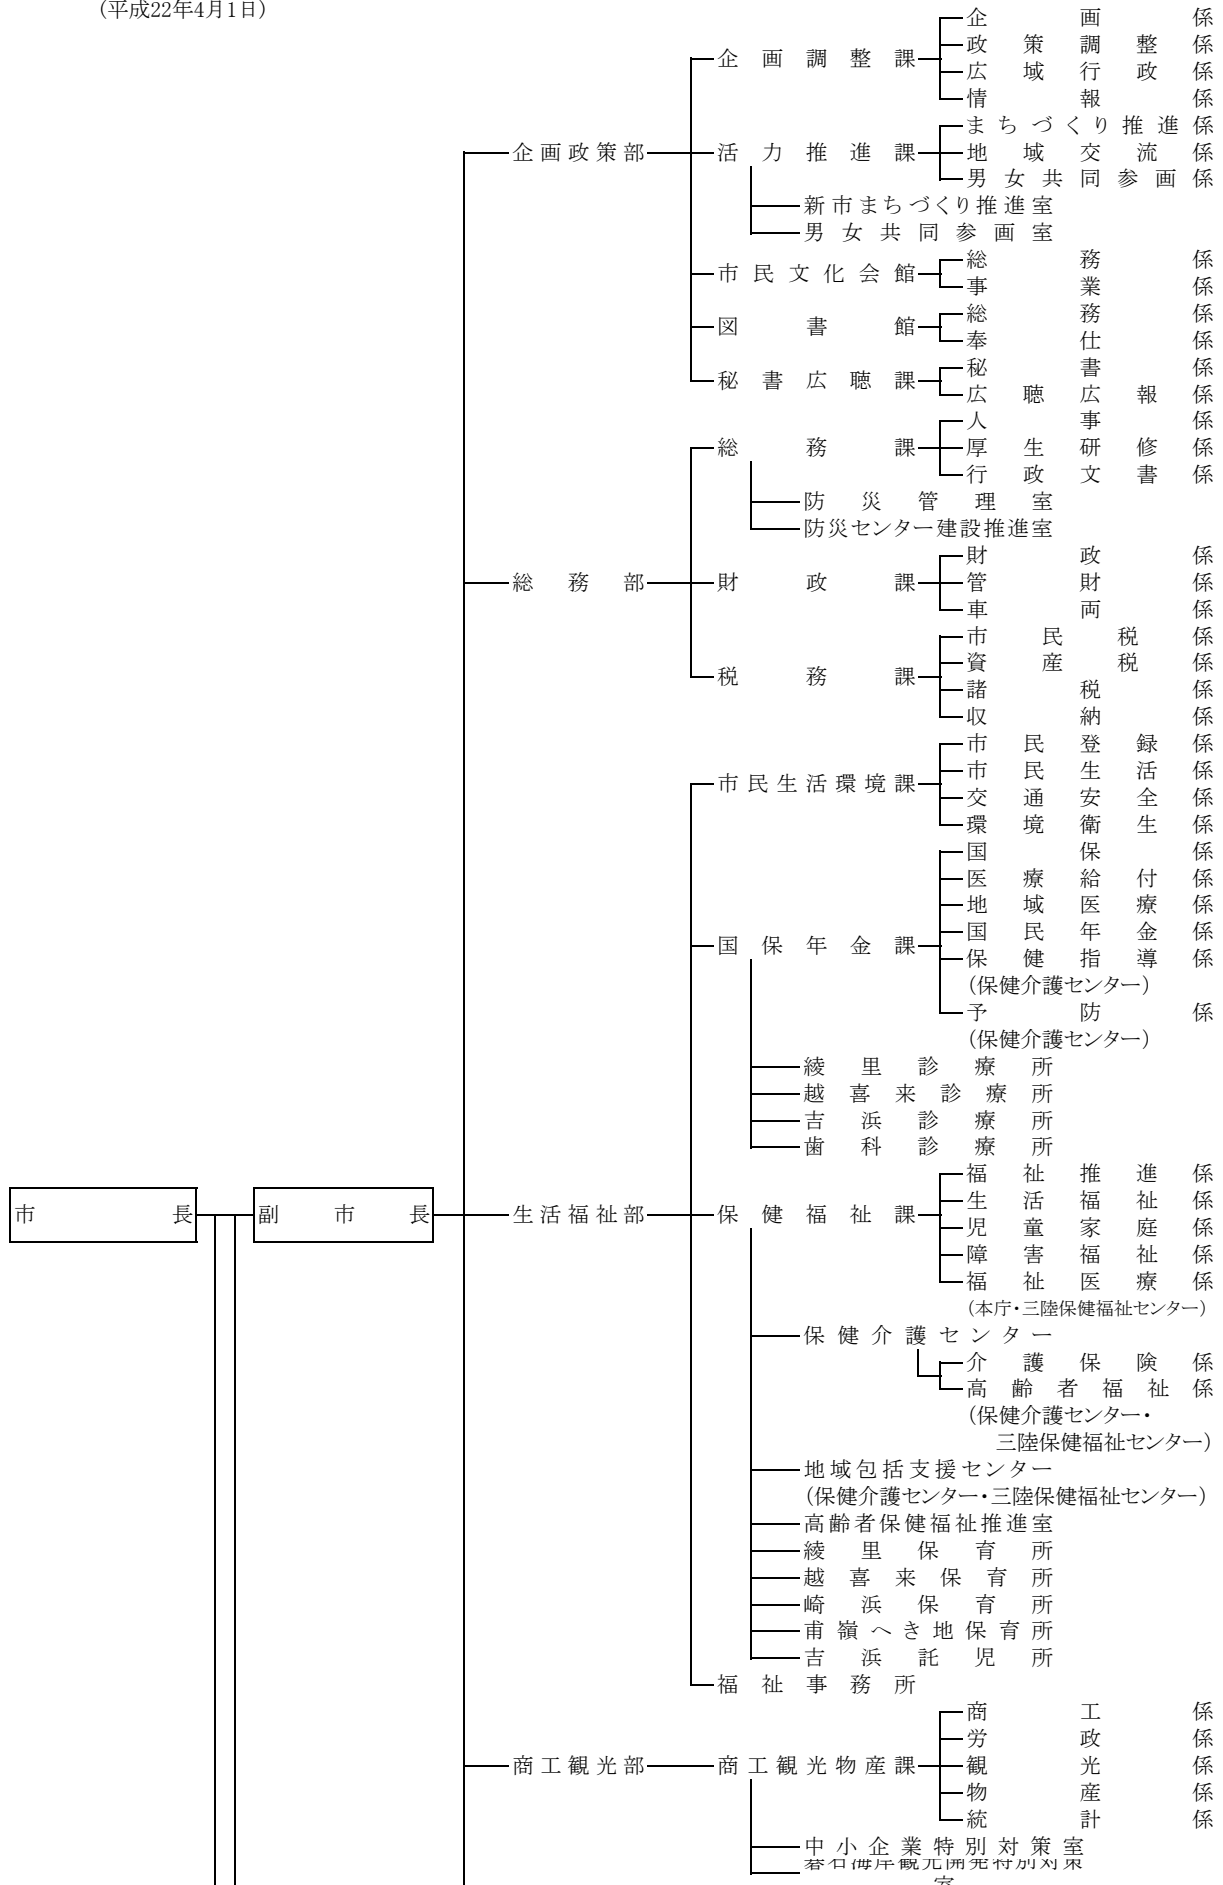 (平成22年4月1日)
企画係
政策調整係
企画調整課
広域行政係
情報係
まちづくり推進係
企画政策部
活力推進課
地域交流係
男女共同参画係
新市まちづくり推進室
男女共同参画室
総務係
市民文化会館
事業係
総務係
図書館
奉仕係
秘書係
秘書広聴課
広聴広報係
人事係
総務課
厚生研修係
行政文書係
防災管理室
防災センター建設推進室
財政係
総務部
財政課
管財係
車両係
市民税係
資産税係
税務課
諸税係
収納係
市民登録係
市民生活係
市民生活環境課
交通安全係
環境衛生係
国保係
医療給付係
地域医療係
国民年金係
国保年金課
保健指導係
(保健介護センター)
予防係
(保健介護センター)
綾里診療所
越喜来診療所
吉浜診療所
歯科診療所
福祉推進係
生活福祉係
市長
副市長
生活福祉部
保健福祉課
児童家庭係
障害福祉係
福祉医療係
(本庁・三陸保健福祉センター)
保健介護センター
介護保険係
高齢者福祉係
(保健介護センター・
三陸保健福祉センター)
地域包括支援センター
(保健介護センター・三陸保健福祉センター)
高齢者保健福祉推進室
綾里保育所
越喜来保育所
崎浜保育所
甫嶺へき地保育所
吉浜託児所
福祉事務所
商工係
労政係
商工観光部
商工観光物産課
観光係
物産係
統計係
中小企業特別対策室
碁石海岸観光開発特別対策
室